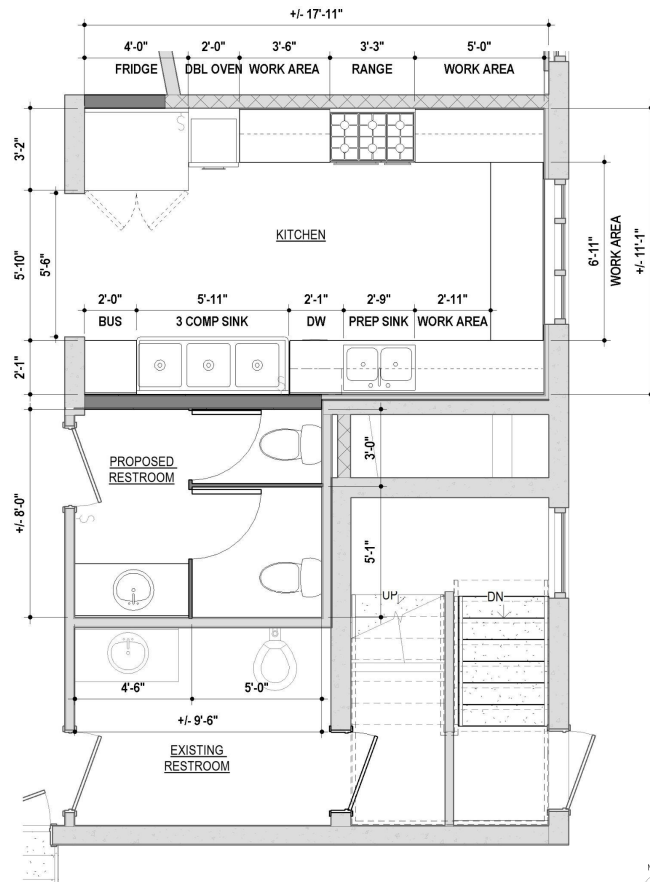 +/- 17'-11"
4'-0" 2'-0" 3'-6" 3'-3" 5'-0"
FRIDGE DBL OVEN WORK AREA RANGE WORK AREA
3'-2"
5'-10"
5'-6"
2'-1"
KITCHEN
6'-11"
WORK AREA
+/- 11'-1"
2'-0" 5'-11" 2'-1" 2'-9" 2'-11"
BUS 3 COMP SINK DW PREP SINK WORK AREA
S
S
PROPOSED
RESTROOM
S
+/- 8'-0"
3'-0"
5'-1"
UP
DN
4'-6" 5'-0"
+/- 9'-6"
EXISTING
RESTROOM